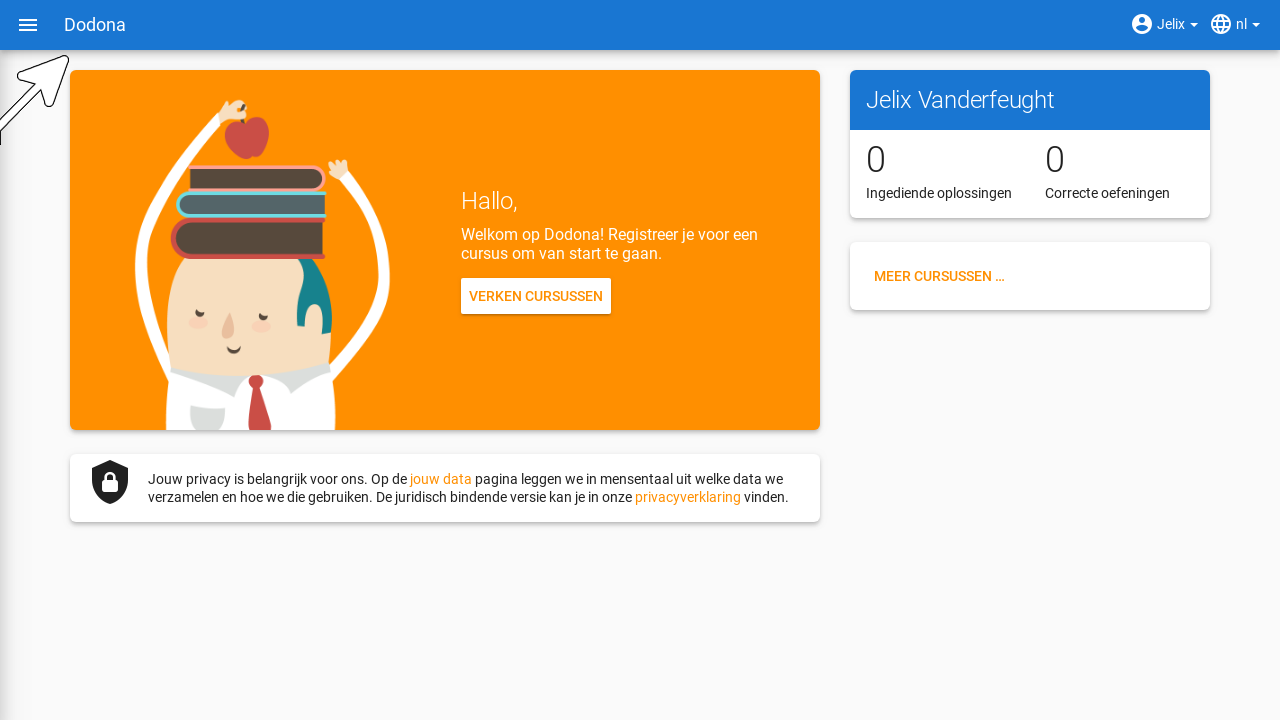 Dodona
Jelix
nl
Hallo,
Welkom op Dodona! Registreer je voor een
cursus om van start te gaan.
VERKEN CURSUSSEN
Jouw privacy is belangrijk voor ons. Op de jouw data pagina leggen we in mensentaal uit welke data we
verzamelen en hoe we die gebruiken. De juridisch bindende versie kan je in onze privacyverklaring vinden.
Jelix Vanderfeught
0
Ingediende oplossingen
0
Correcte oefeningen
MEER CURSUSSEN ...